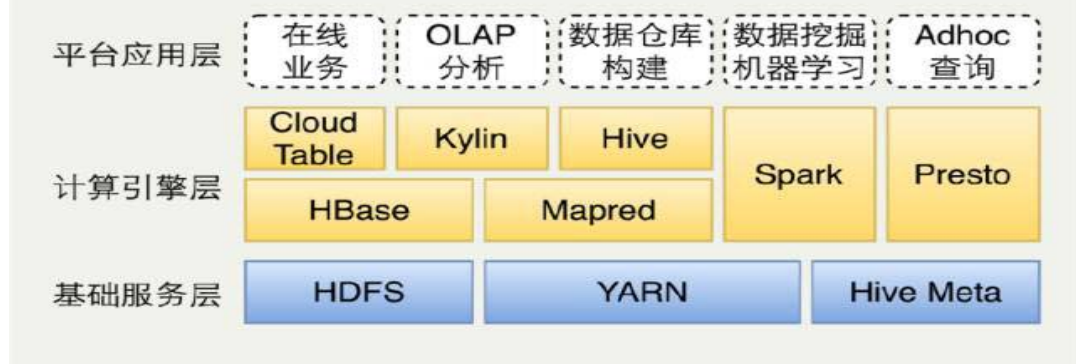 平台应用层
在线
业务
OLAP
分析
数据仓库
构建
数据挖掘
机器学习
Adhoc
查询
计算引擎层
Cloud
Table
Kylin
Hive
Spark
Presto
HBase
Mapred
基础服务层
HDFS
YARN
Hive Meta